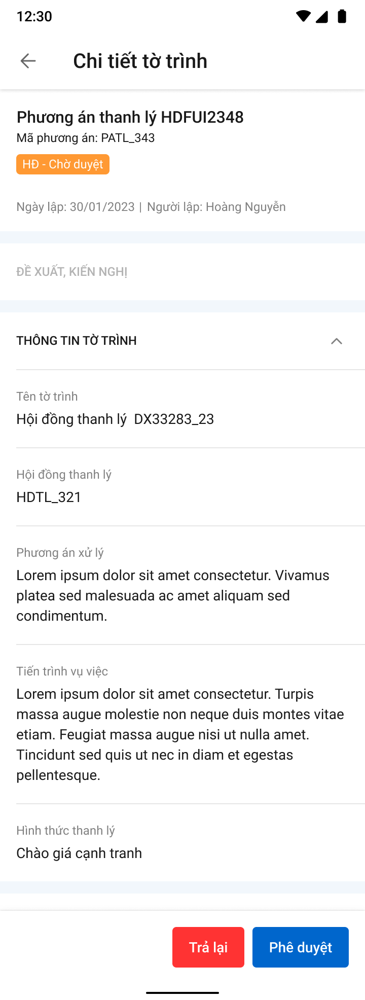 12:30
Chi tiết tờ trình
Phương án thanh lý HDFUI2348
Mã phương án: PATL_343
HĐ - Chờ duyệt
Ngày lập: 30/01/2023 | Người lập: Hoàng Nguyễn
ĐỀ XUẤT, KIẾN NGHỊ
THÔNG TIN TỜ TRÌNH
Tên tờ trình
Hội đồng thanh lý  DX33283_23
Hội đồng thanh lý
HDTL_321
Phương án xử lý
Lorem ipsum dolor sit amet consectetur. Vivamus
platea sed malesuada ac amet aliquam sed
condimentum.
Tiến trình vụ việc
Lorem ipsum dolor sit amet consectetur. Turpis
massa augue molestie non neque duis montes vitae
etiam. Feugiat massa augue nisi ut nulla amet.
Tincidunt sed quis ut nec in diam et egestas
pellentesque.
Hình thức thanh lý
Chào giá cạnh tranh
Trả lại
Phê duyệt